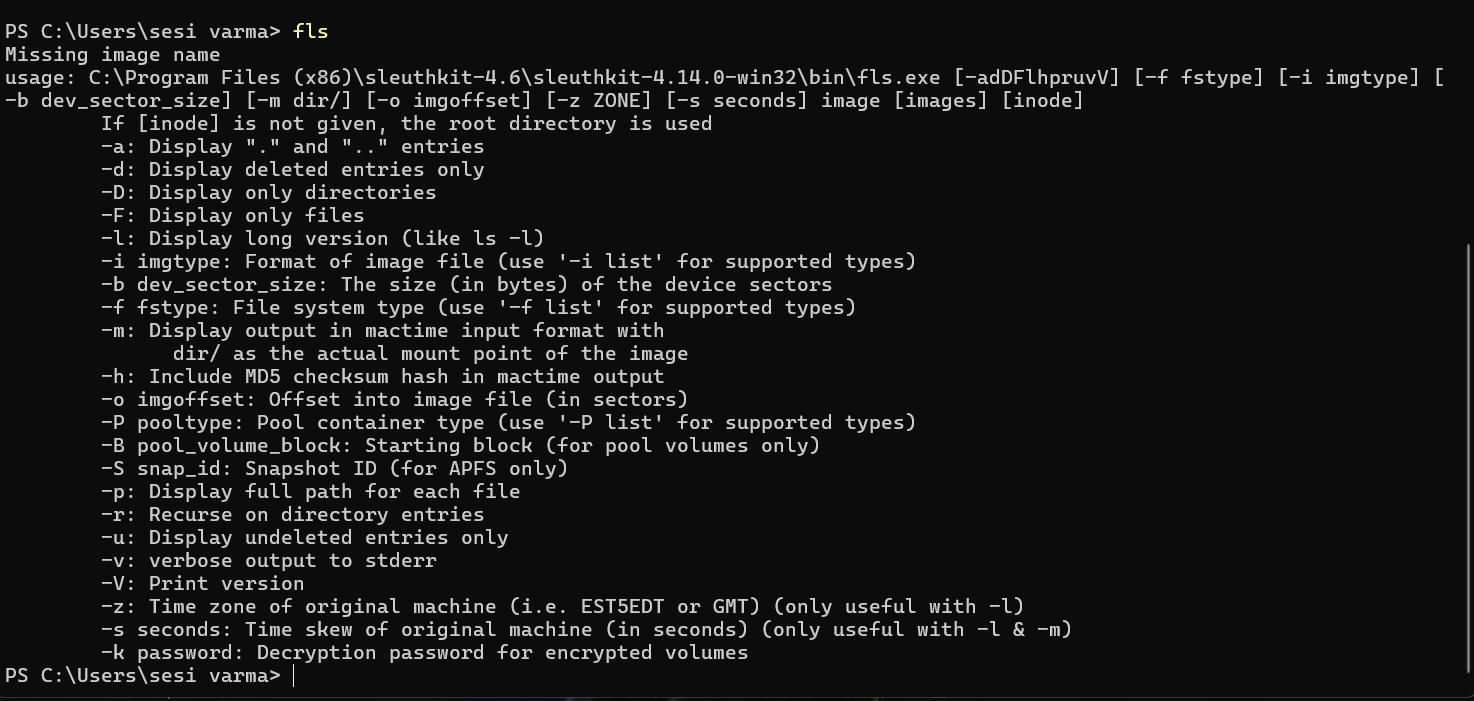 PS C:\Users\sesi varma> fls
Missing image name
usage: C:\Program Files (x86)\sleuthkit-4.6\sleuthkit-4.14.0-win32\bin\fls.exe [-adDFlhpruvV] [-f fstype] [-i imgtype] [
-b dev_sector_size] [-m dir/] [-o imgoffset] [-z ZONE] [-s seconds] image [images] [inode]
        If [inode] is not given, the root directory is used
        -a: Display "." and ".." entries
        -d: Display deleted entries only
        -D: Display only directories
        -F: Display only files
        -l: Display long version (like ls -l)
        -i imgtype: Format of image file (use '-i list' for supported types)
        -b dev_sector_size: The size (in bytes) of the device sectors
        -f fstype: File system type (use '-f list' for supported types)
        -m: Display output in mactime input format with
              dir/ as the actual mount point of the image
        -h: Include MD5 checksum hash in mactime output
        -o imgoffset: Offset into image file (in sectors)
        -P pooltype: Pool container type (use '-P list' for supported types)
        -B pool_volume_block: Starting block (for pool volumes only)
        -S snap_id: Snapshot ID (for APFS only)
        -p: Display full path for each file
        -r: Recurse on directory entries
        -u: Display undeleted entries only
        -v: verbose output to stderr
        -V: Print version
        -z: Time zone of original machine (i.e. EST5EDT or GMT) (only useful with -l)
        -s seconds: Time skew of original machine (in seconds) (only useful with -l & -m)
        -k password: Decryption password for encrypted volumes
PS C:\Users\sesi varma>